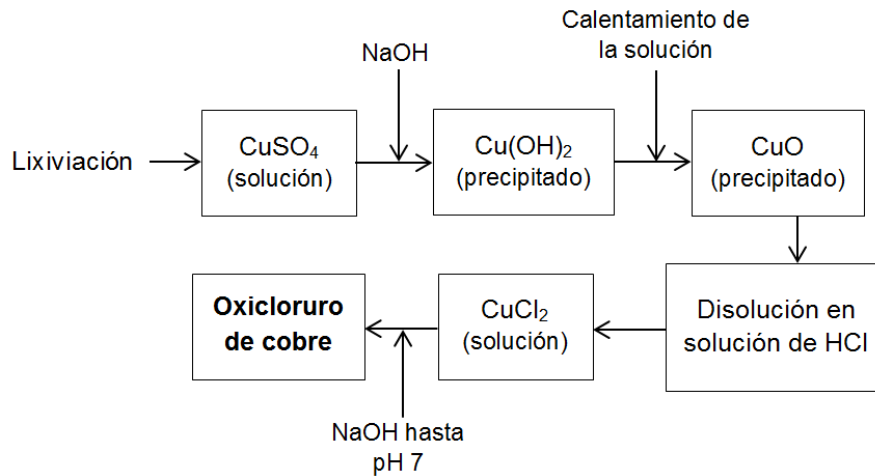 Calentamiento de
la solución
NaOH
Lixiviación
CuSO₄
(solución)
Cu(OH)₂
(precipitado)
CuO
(precipitado)
Disolución en
solución de HCl
CuCl₂
(solución)
Oxicloruro
de cobre
NaOH hasta
pH 7